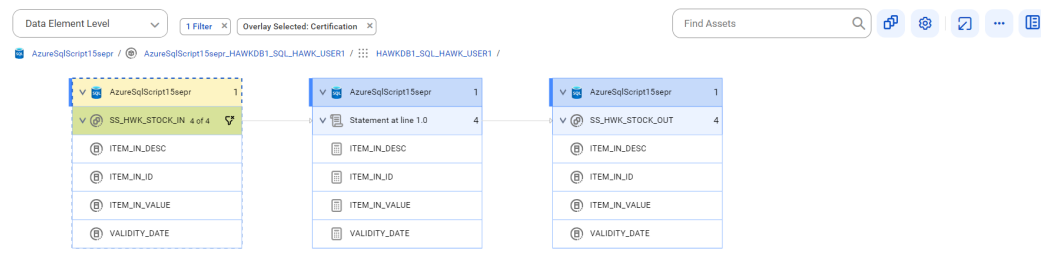 Data Element Level
1 Filter ×
Overlay Selected: Certification ×
Find Assets
AzureSqlScript15sepr / AzureSqlScript15sepr_HAWKDB1_SQL_HAWK_USER1 / HAWKDB1_SQL_HAWK_USER1 /
AzureSqlScript15sepr 1
SS_HWK_STOCK_IN 4 of 4
ITEM_IN_DESC
ITEM_IN_ID
ITEM_IN_VALUE
VALIDITY_DATE
AzureSqlScript15sepr 1
Statement at line 1.0 4
ITEM_IN_DESC
ITEM_IN_ID
ITEM_IN_VALUE
VALIDITY_DATE
AzureSqlScript15sepr 1
SS_HWK_STOCK_OUT 4
ITEM_IN_DESC
ITEM_IN_ID
ITEM_IN_VALUE
VALIDITY_DATE